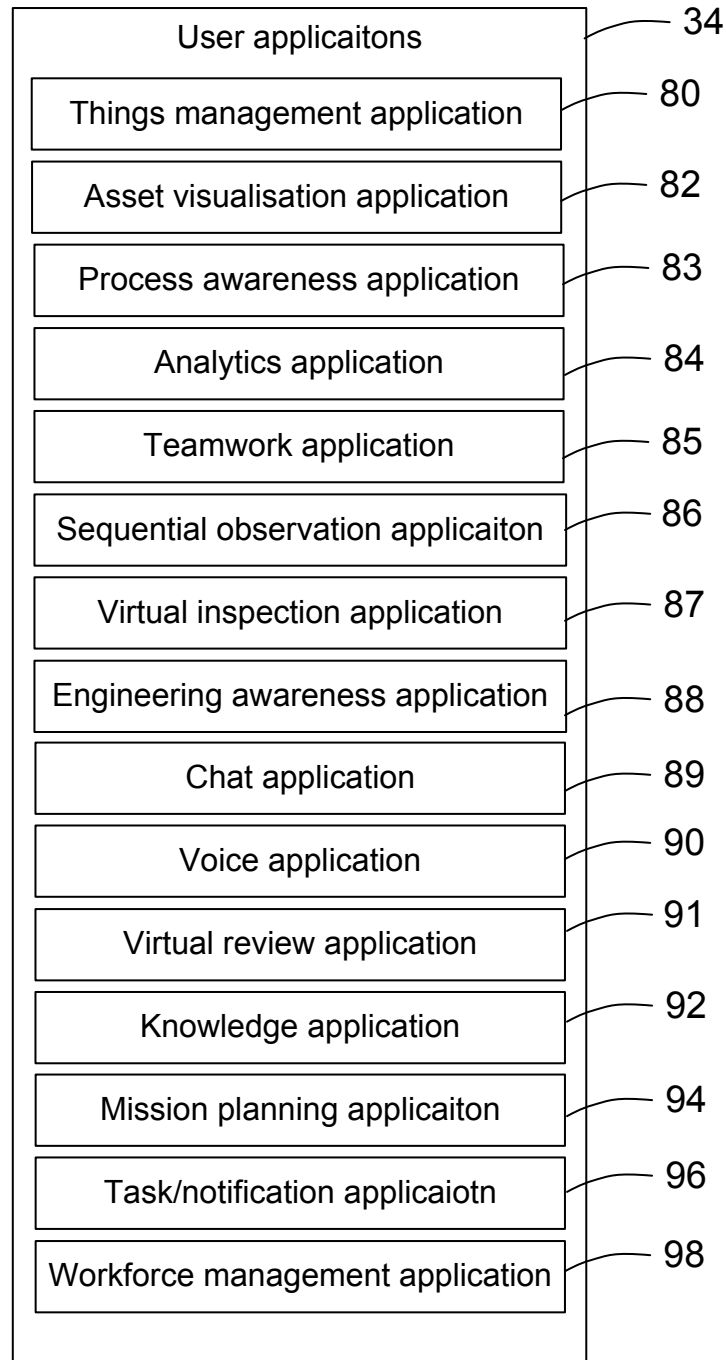 User applicaitons 34
Things management application 80
Asset visualisation application 82
Process awareness application 83
Analytics application 84
Teamwork application 85
Sequential observation applicaiton 86
Virtual inspection application 87
Engineering awareness application 88
Chat application 89
Voice application 90
Virtual review application 91
Knowledge application 92
Mission planning applicaiton 94
Task/notification applicaiotn 96
Workforce management application 98